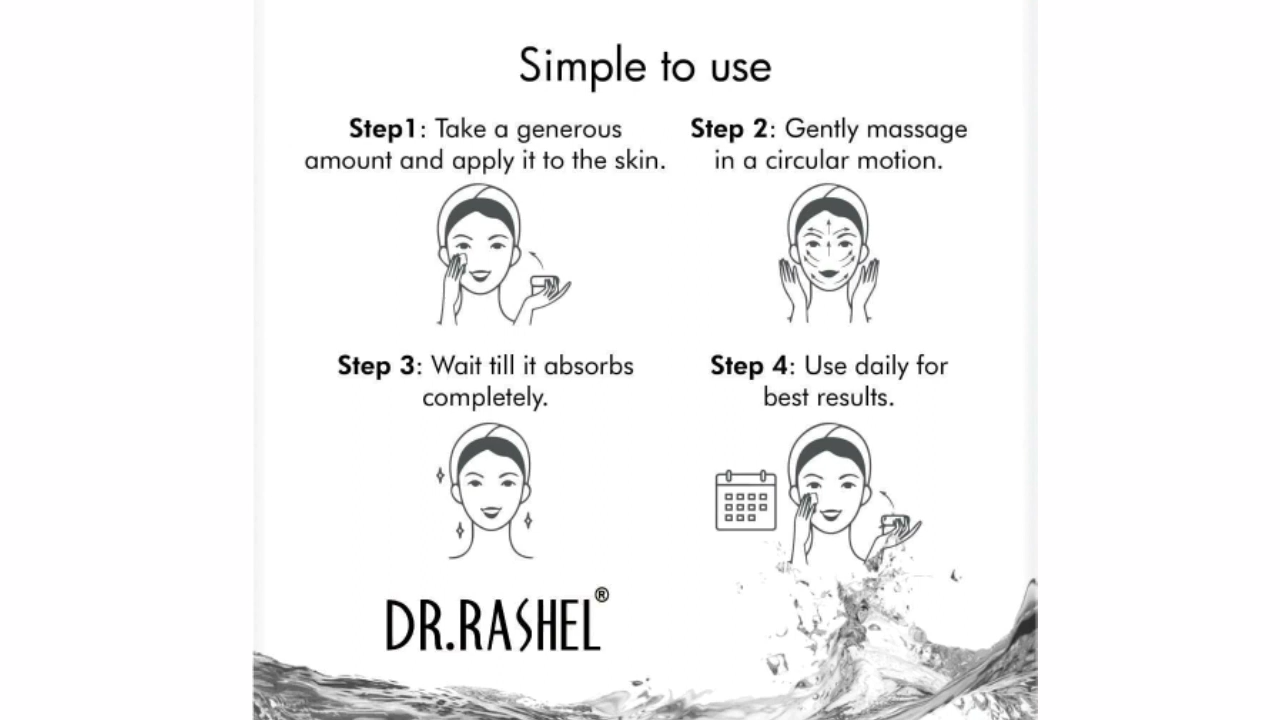 Simple to use
Step1: Take a generous
amount and apply it to the skin.
Step 2: Gently massage
in a circular motion.
Step 3: Wait till it absorbs
completely.
Step 4: Use daily for
best results.
DR.RASHEL®